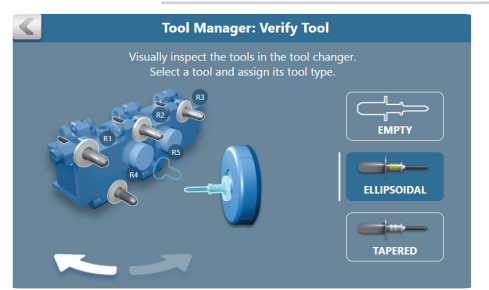 Tool Manager: Verify Tool
Visually inspect the tools in the tool changer.
Select a tool and assign its tool type.
R3
R2
R1
R5
R4
EMPTY
ELLIPSOIDAL
TAPERED